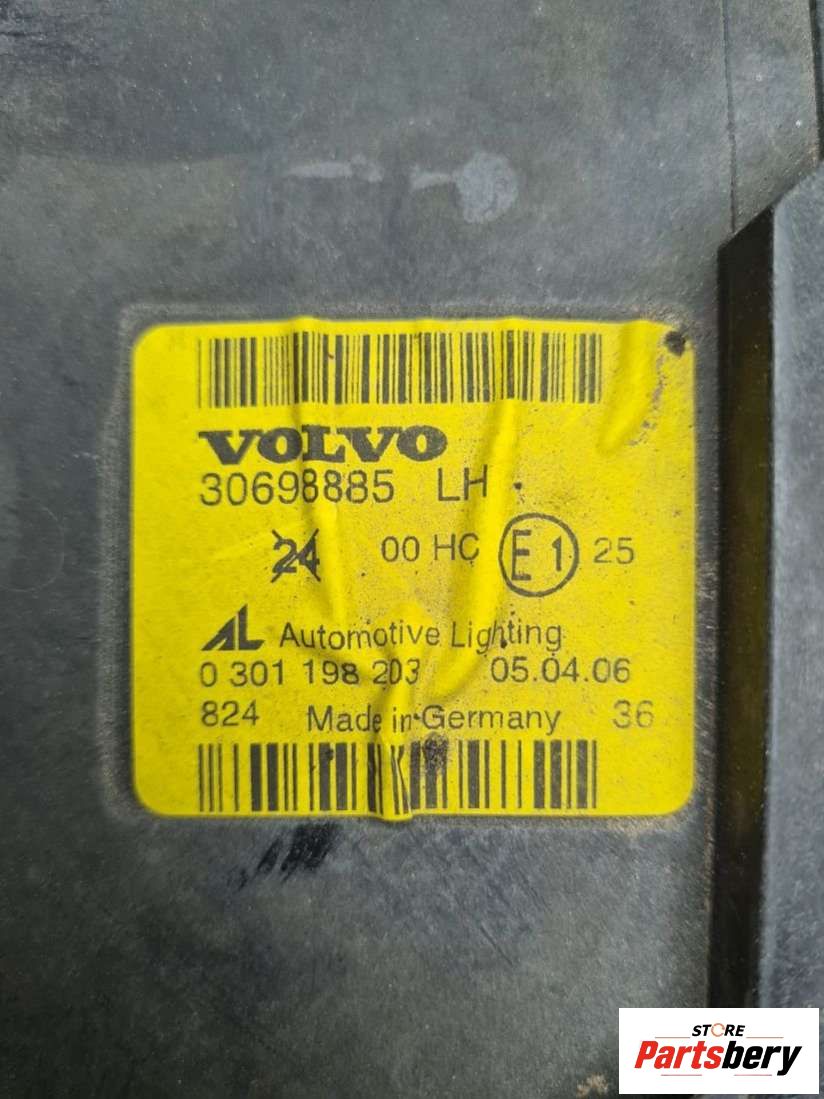 VOLVO
30698885 LH
24 00 HC E1 25
AL Automotive Lighting
0 301 198 203 05.04.06
824 Made in Germany 36
STORE
Partsbery